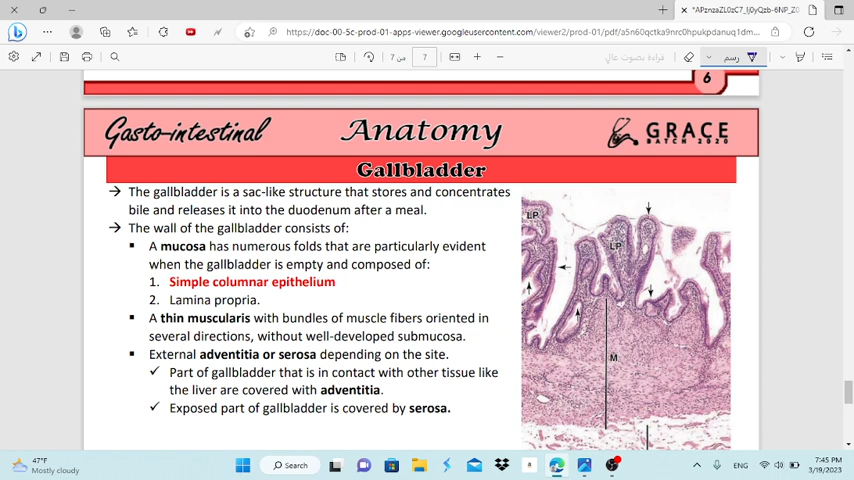 *APznzaZL0zC7_lj0yQzb-6NP_Z0
https://doc-00-5c-prod-01-apps-viewer.googleusercontent.com/viewer2/prod-01/pdf/a5n60qctka9nrc0hpukpdanuq1dm...
7 من 7
قراءة بصوت عالٍ
رسم
6
Gasto-intestinal
Anatomy
GRACE
BATCH 2020
Gallbladder
→ The gallbladder is a sac-like structure that stores and concentrates
bile and releases it into the duodenum after a meal.
→ The wall of the gallbladder consists of:
▪ A mucosa has numerous folds that are particularly evident
when the gallbladder is empty and composed of:
1. Simple columnar epithelium
2. Lamina propria.
▪ A thin muscularis with bundles of muscle fibers oriented in
several directions, without well-developed submucosa.
▪ External adventitia or serosa depending on the site.
✓ Part of gallbladder that is in contact with other tissue like
the liver are covered with adventitia.
✓ Exposed part of gallbladder is covered by serosa.
LP
LP
M
47°F
Mostly cloudy
Search
ENG
7:45 PM
3/19/2023